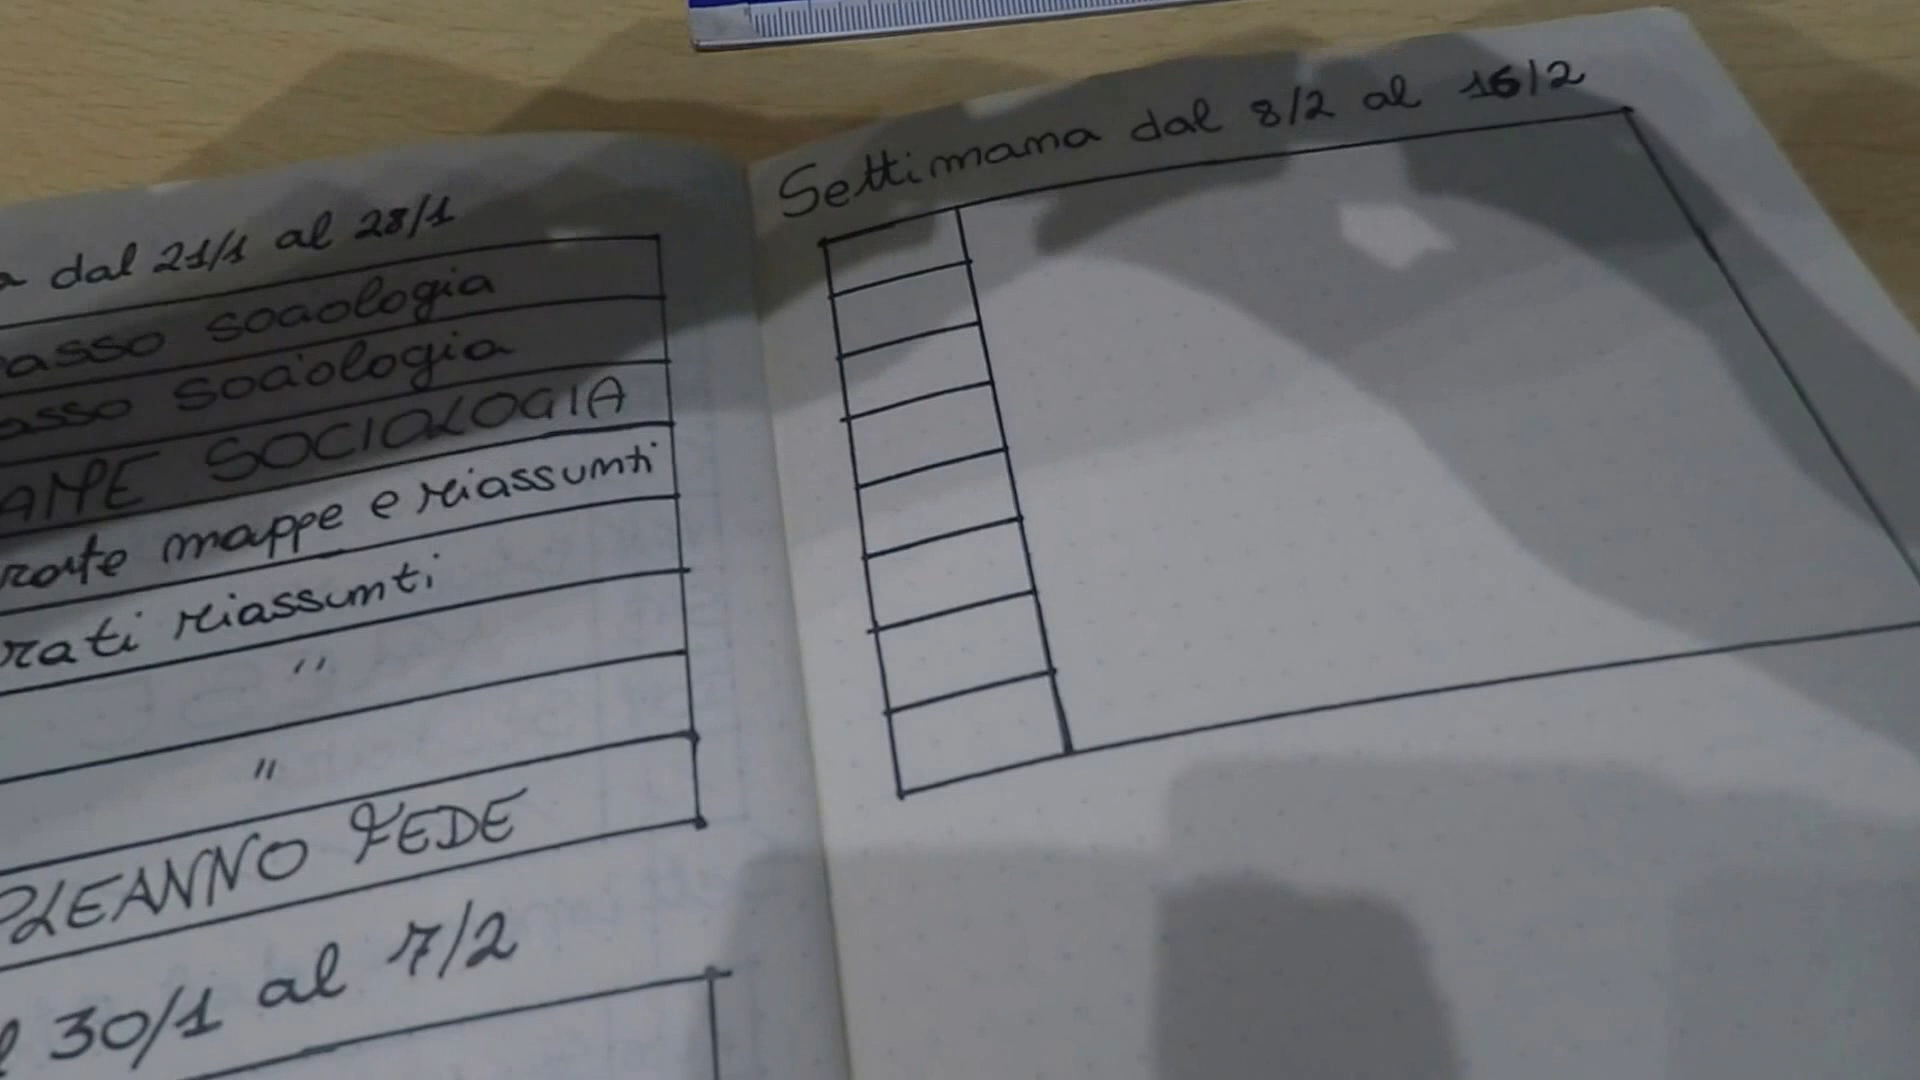 dal 21/1 al 28/1
sociologia
sociologia
SOCIOLOGIA
mappe e riassunti
riassunti
"
"
FEDE
30/1 al 7/2
Settimana dal 8/2 al 16/2